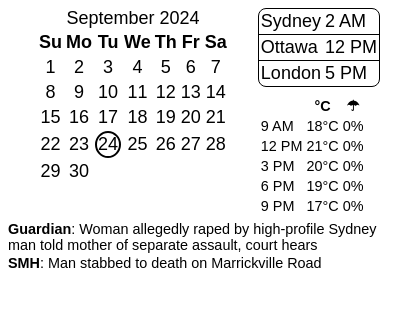 September 2024
Su Mo Tu We Th Fr Sa
1 2 3 4 5 6 7
8 9 10 11 12 13 14
15 16 17 18 19 20 21
22 23 24 25 26 27 28
29 30
Sydney 2 AM
Ottawa 12 PM
London 5 PM
°C ☂
9 AM 18°C 0%
12 PM 21°C 0%
3 PM 20°C 0%
6 PM 19°C 0%
9 PM 17°C 0%
Guardian: Woman allegedly raped by high-profile Sydney
man told mother of separate assault, court hears
SMH: Man stabbed to death on Marrickville Road